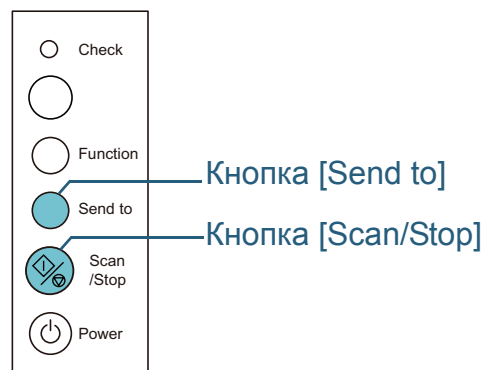 Check
Function
Кнопка [Send to]
Send to
Кнопка [Scan/Stop]
Scan
/Stop
Power